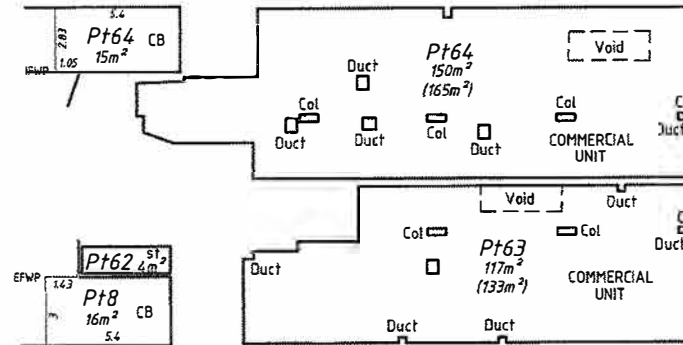 5.4
Pt64 CB
2.83
15m²
1.05
Pt64
150m²
(165m²)
Void
Duct
Col
Col
Col
Duct
Duct
Duct
Duct
COMMERCIAL
UNIT
Void
Duct
Col
Col
Duct
Pt63
117m²
(133m²)
COMMERCIAL
UNIT
Duct
Duct
Duct
st
Pt62 4m²
EFWP
1.43
Pt8
16m² CB
m
5.4